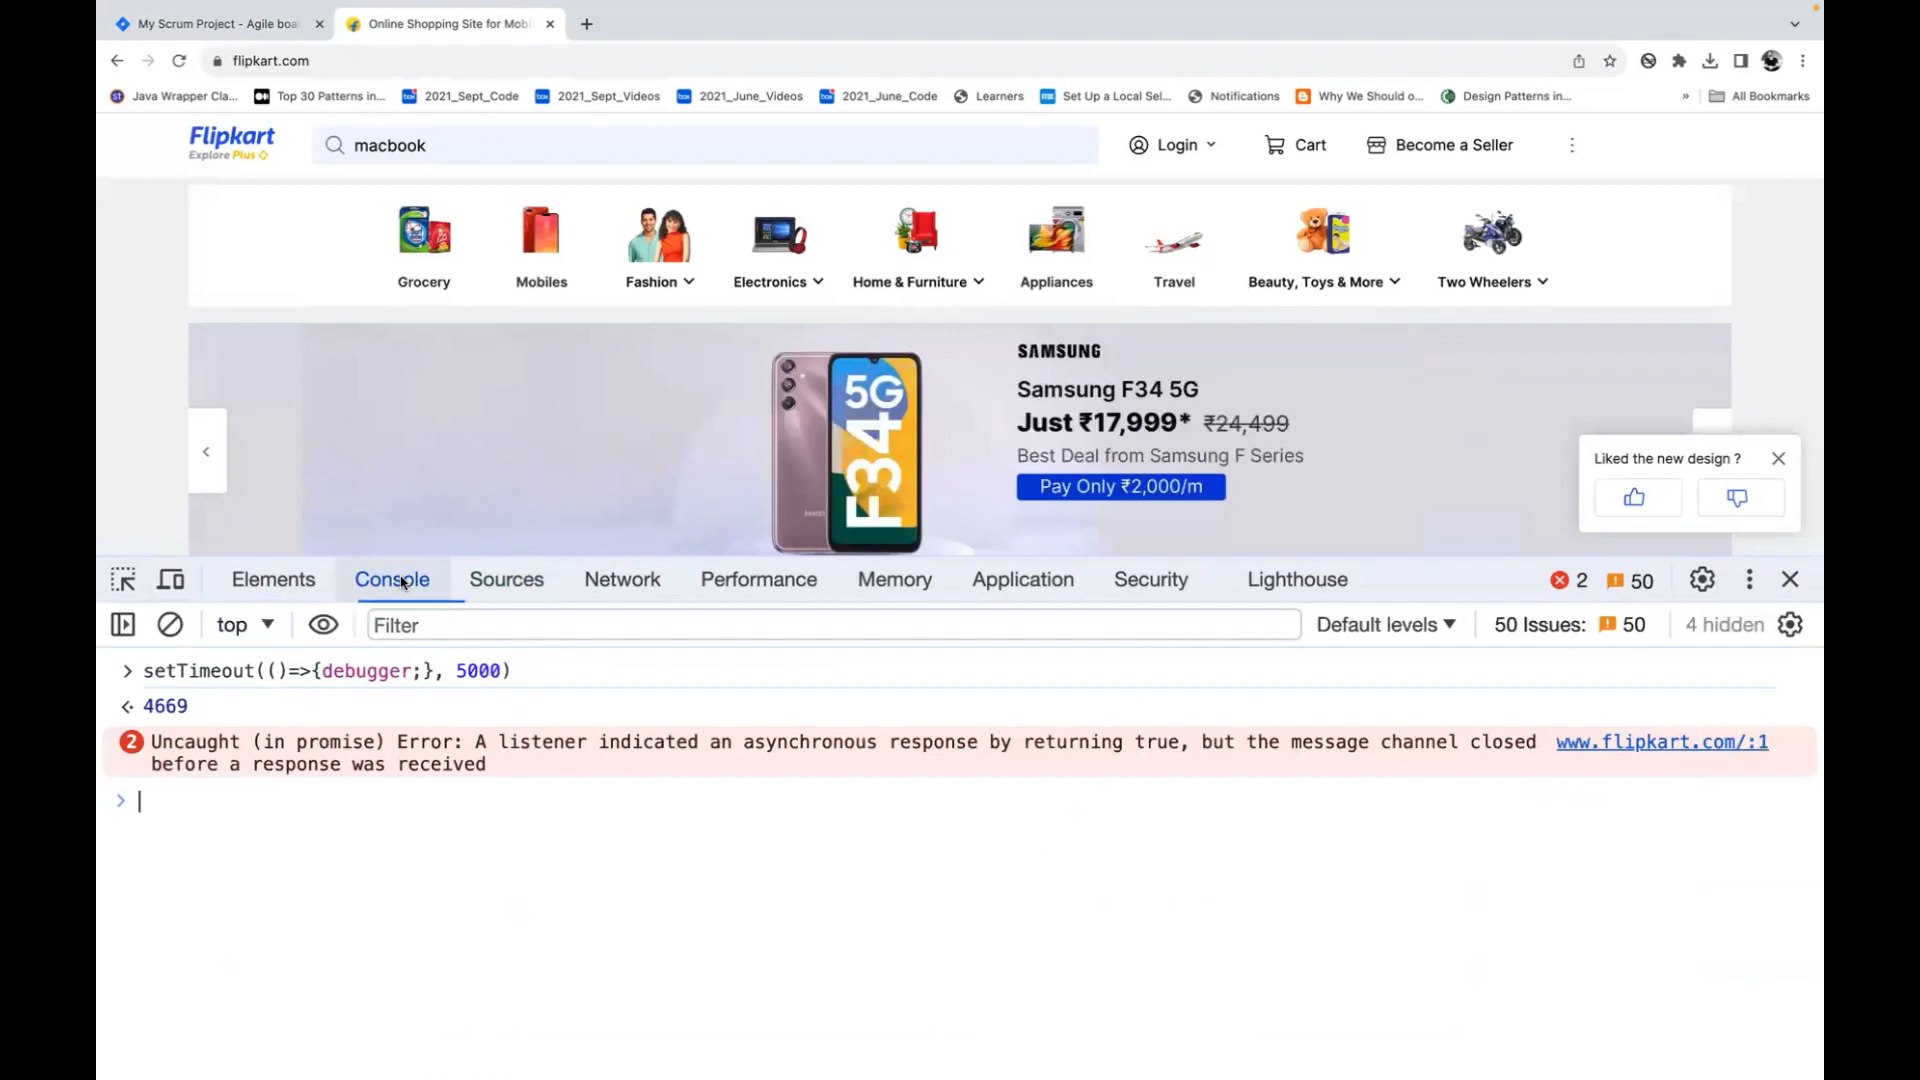 My Scrum Project - Agile boa
Online Shopping Site for Mobi
flipkart.com
Java Wrapper Cla...
Top 30 Patterns in...
2021_Sept_Code
2021_Sept_Videos
2021_June_Videos
2021_June_Code
Learners
Set Up a Local Sel...
Notifications
Why We Should o...
Design Patterns in...
»
All Bookmarks
Flipkart
Explore Plus
macbook
Login
Cart
Become a Seller
Grocery
Mobiles
Fashion
Electronics
Home & Furniture
Appliances
Travel
Beauty, Toys & More
Two Wheelers
SAMSUNG
Samsung F34 5G
Just ₹17,999* ₹24,499
Best Deal from Samsung F Series
Pay Only ₹2,000/m
5G
F34
Liked the new design ?
Elements
Console
Sources
Network
Performance
Memory
Application
Security
Lighthouse
2
50
top
Filter
Default levels
50 Issues:
50
4 hidden
> setTimeout(()=>{debugger;}, 5000)
4669
2 Uncaught (in promise) Error: A listener indicated an asynchronous response by returning true, but the message channel closed www.flipkart.com/:1
before a response was received
>